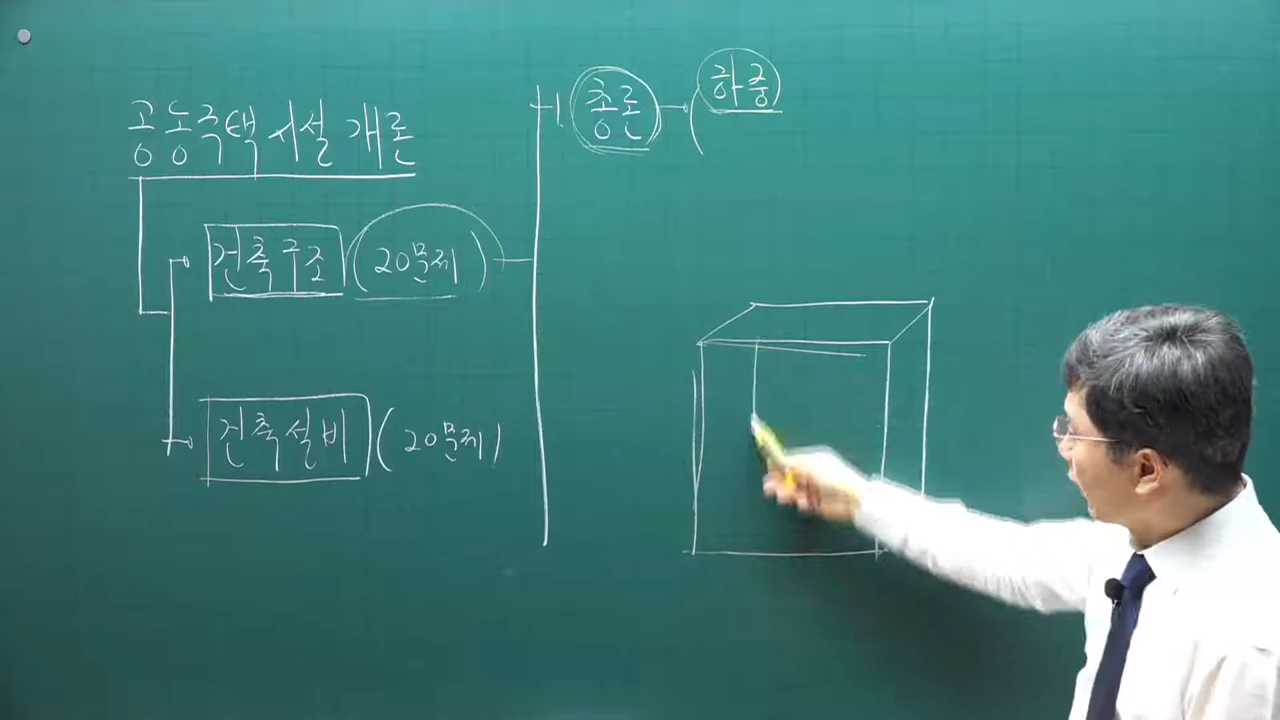 공동주택시설 개론
건축구조 (20문제)
건축설비 (20문제)
1. 총론 → ( 하중